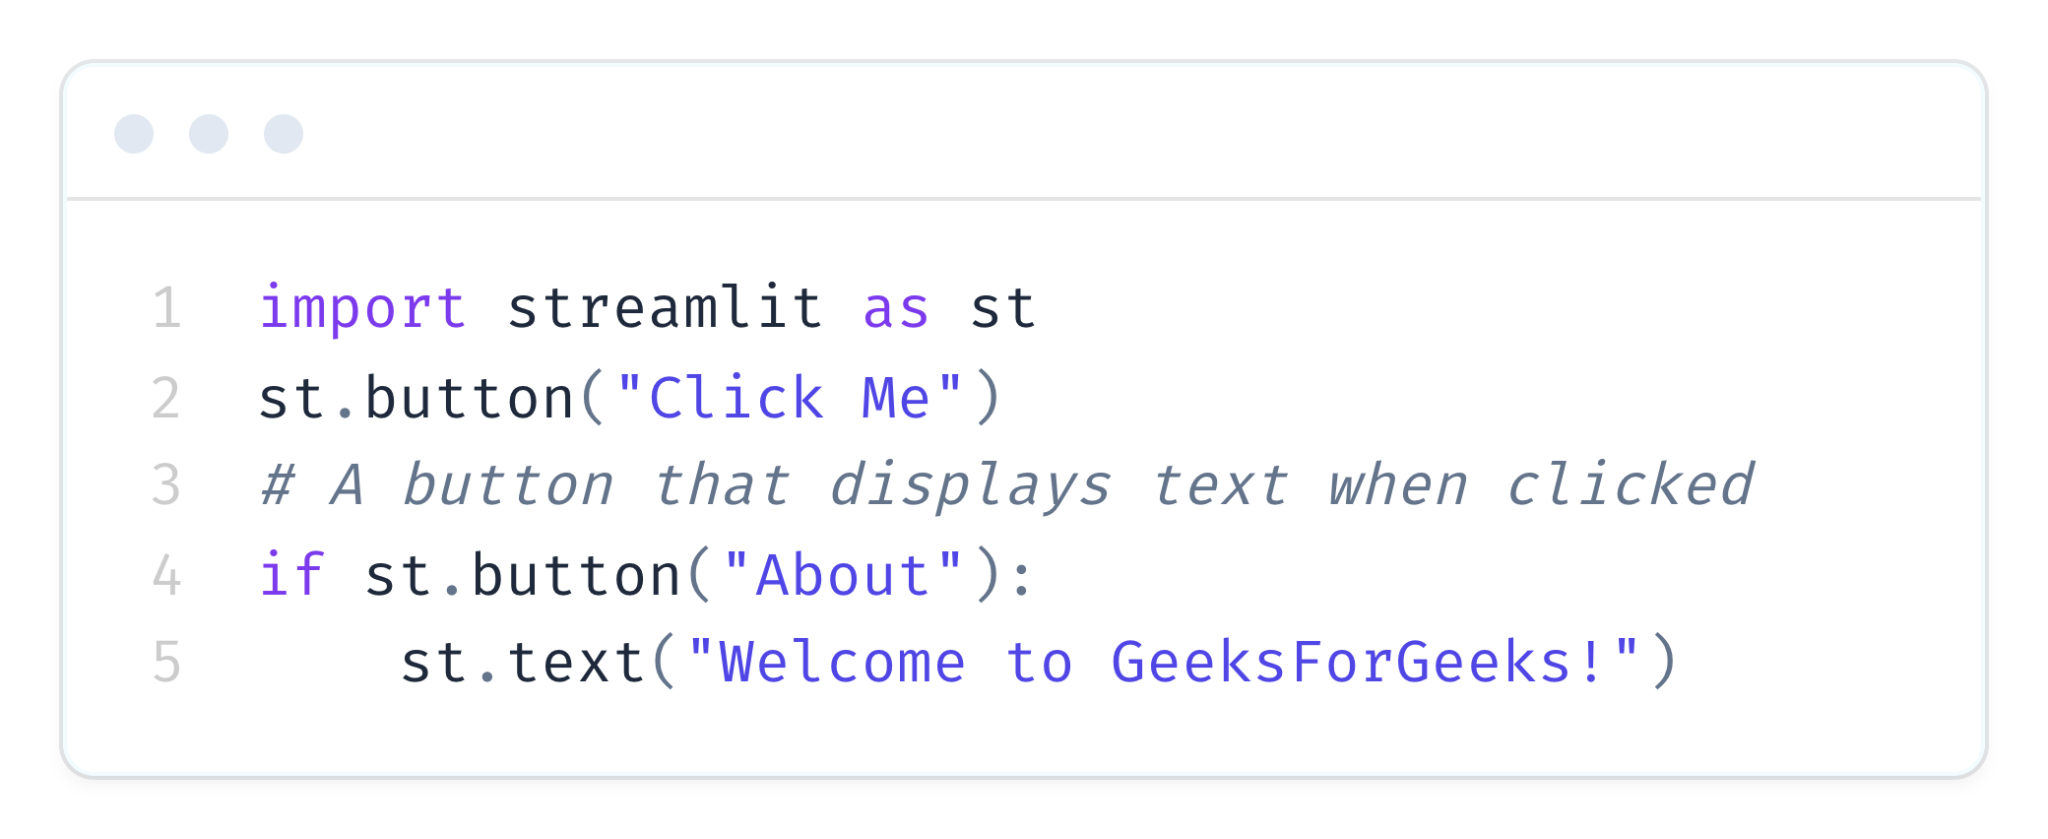 1 import streamlit as st
2 st.button("Click Me")
3 # A button that displays text when clicked
4 if st.button("About"):
5     st.text("Welcome to GeeksForGeeks!")